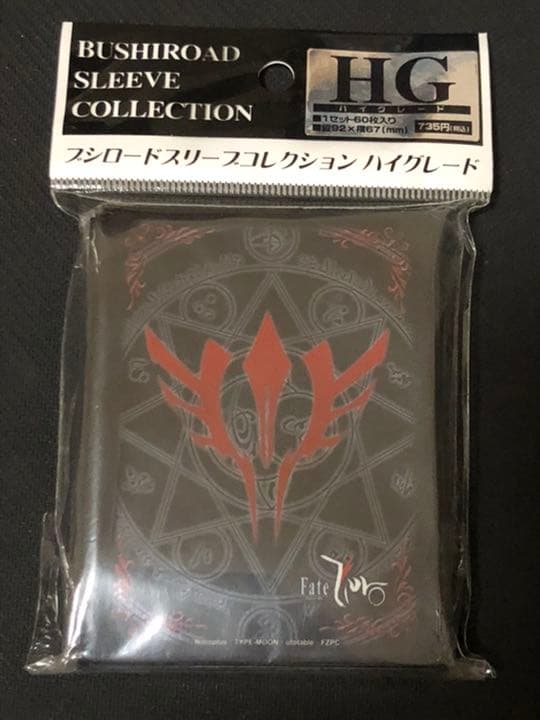 BUSHIROAD
SLEEVE
COLLECTION
HG
ハイグレード
■1セット60枚入り
■縦92×横67(mm)
735円(税込)
ブシロードスリーブコレクション ハイグレード
Fate Zero
Nitroplus ・ TYPE-MOON ・ ufotable ・ FZPC